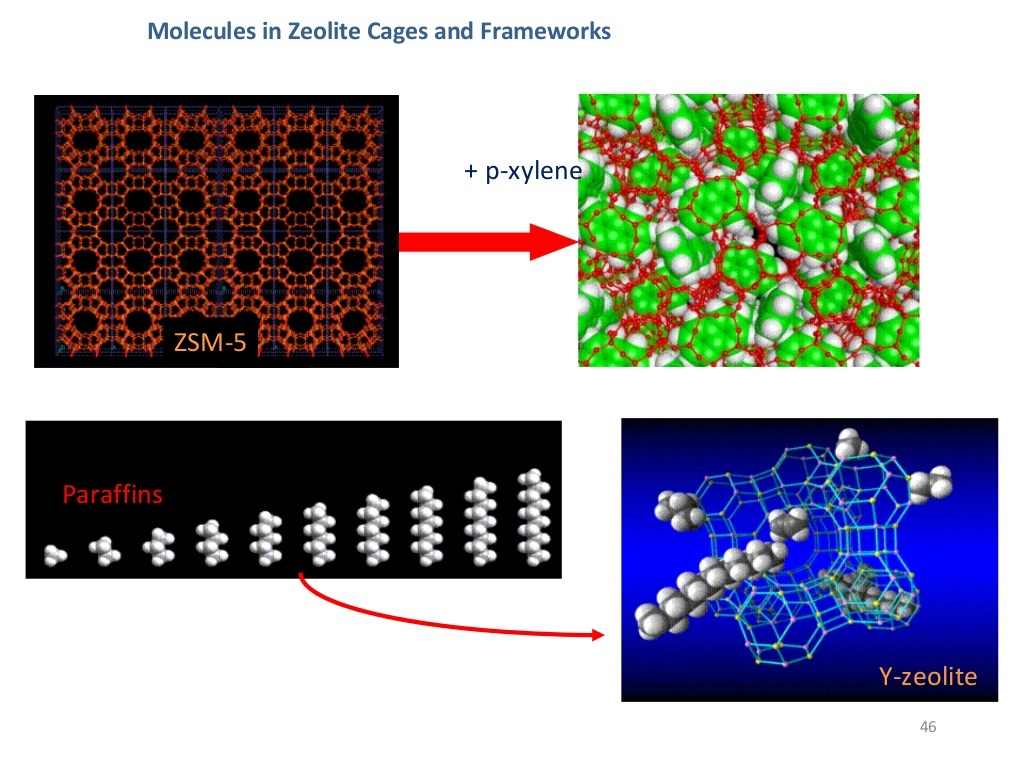 Molecules in Zeolite Cages and Frameworks
+ p-xylene
ZSM-5
Paraffins
Y-zeolite
46